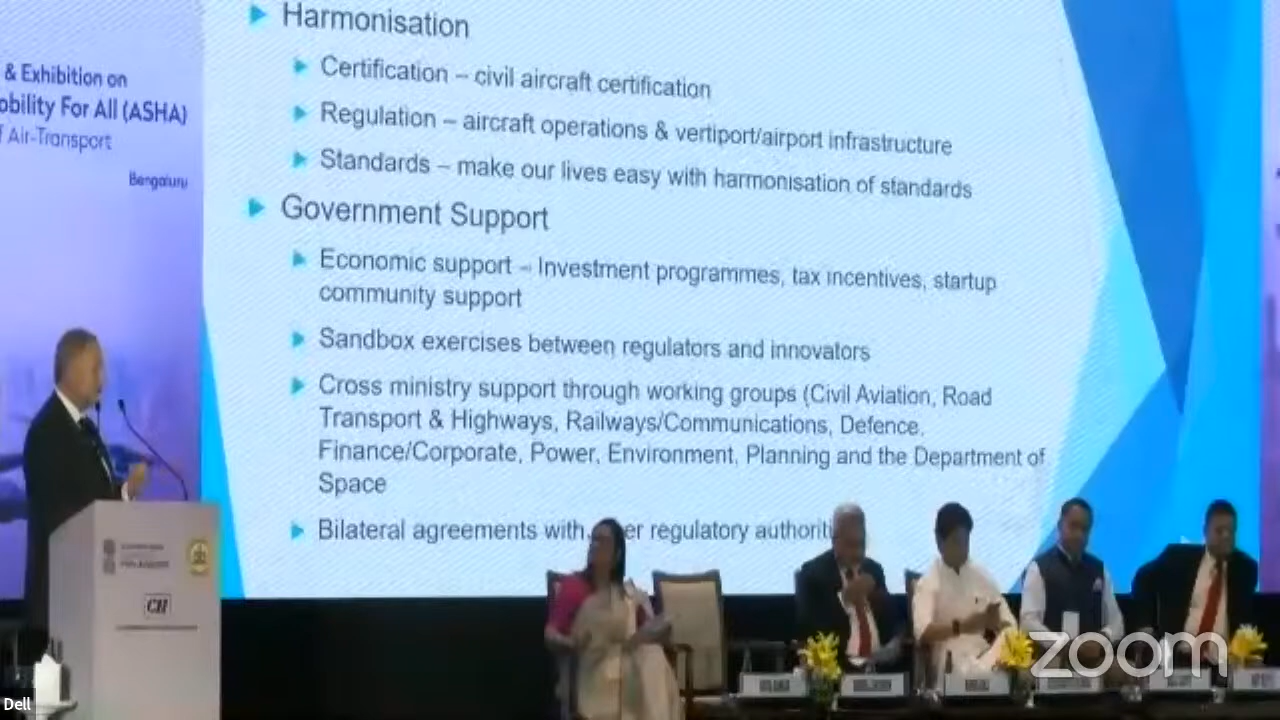 & Exhibition on
obility For All (ASHA)
f Air-Transport
Bengaluru
Harmonisation
Certification – civil aircraft certification
Regulation – aircraft operations & vertiport/airport infrastructure
Standards – make our lives easy with harmonisation of standards
Government Support
Economic support – Investment programmes, tax incentives, startup
community support
Sandbox exercises between regulators and innovators
Cross ministry support through working groups (Civil Aviation, Road
Transport & Highways, Railways/Communications, Defence,
Finance/Corporate, Power, Environment, Planning and the Department of
Space
Bilateral agreements with er regulatory authoriti
CII
zoom
Dell